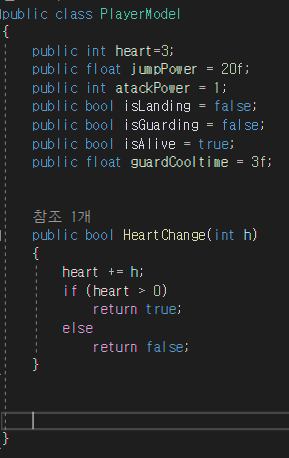 public class PlayerModel
{
public int heart=3;
public float jumpPower = 20f;
public int atackPower = 1;
public bool isLanding = false;
public bool isGuarding = false;
public bool isAlive = true;
public float guardCooltime = 3f;
참조 1개
public bool HeartChange(int h)
{
heart += h;
if (heart > 0)
return true;
else
return false;
}
}